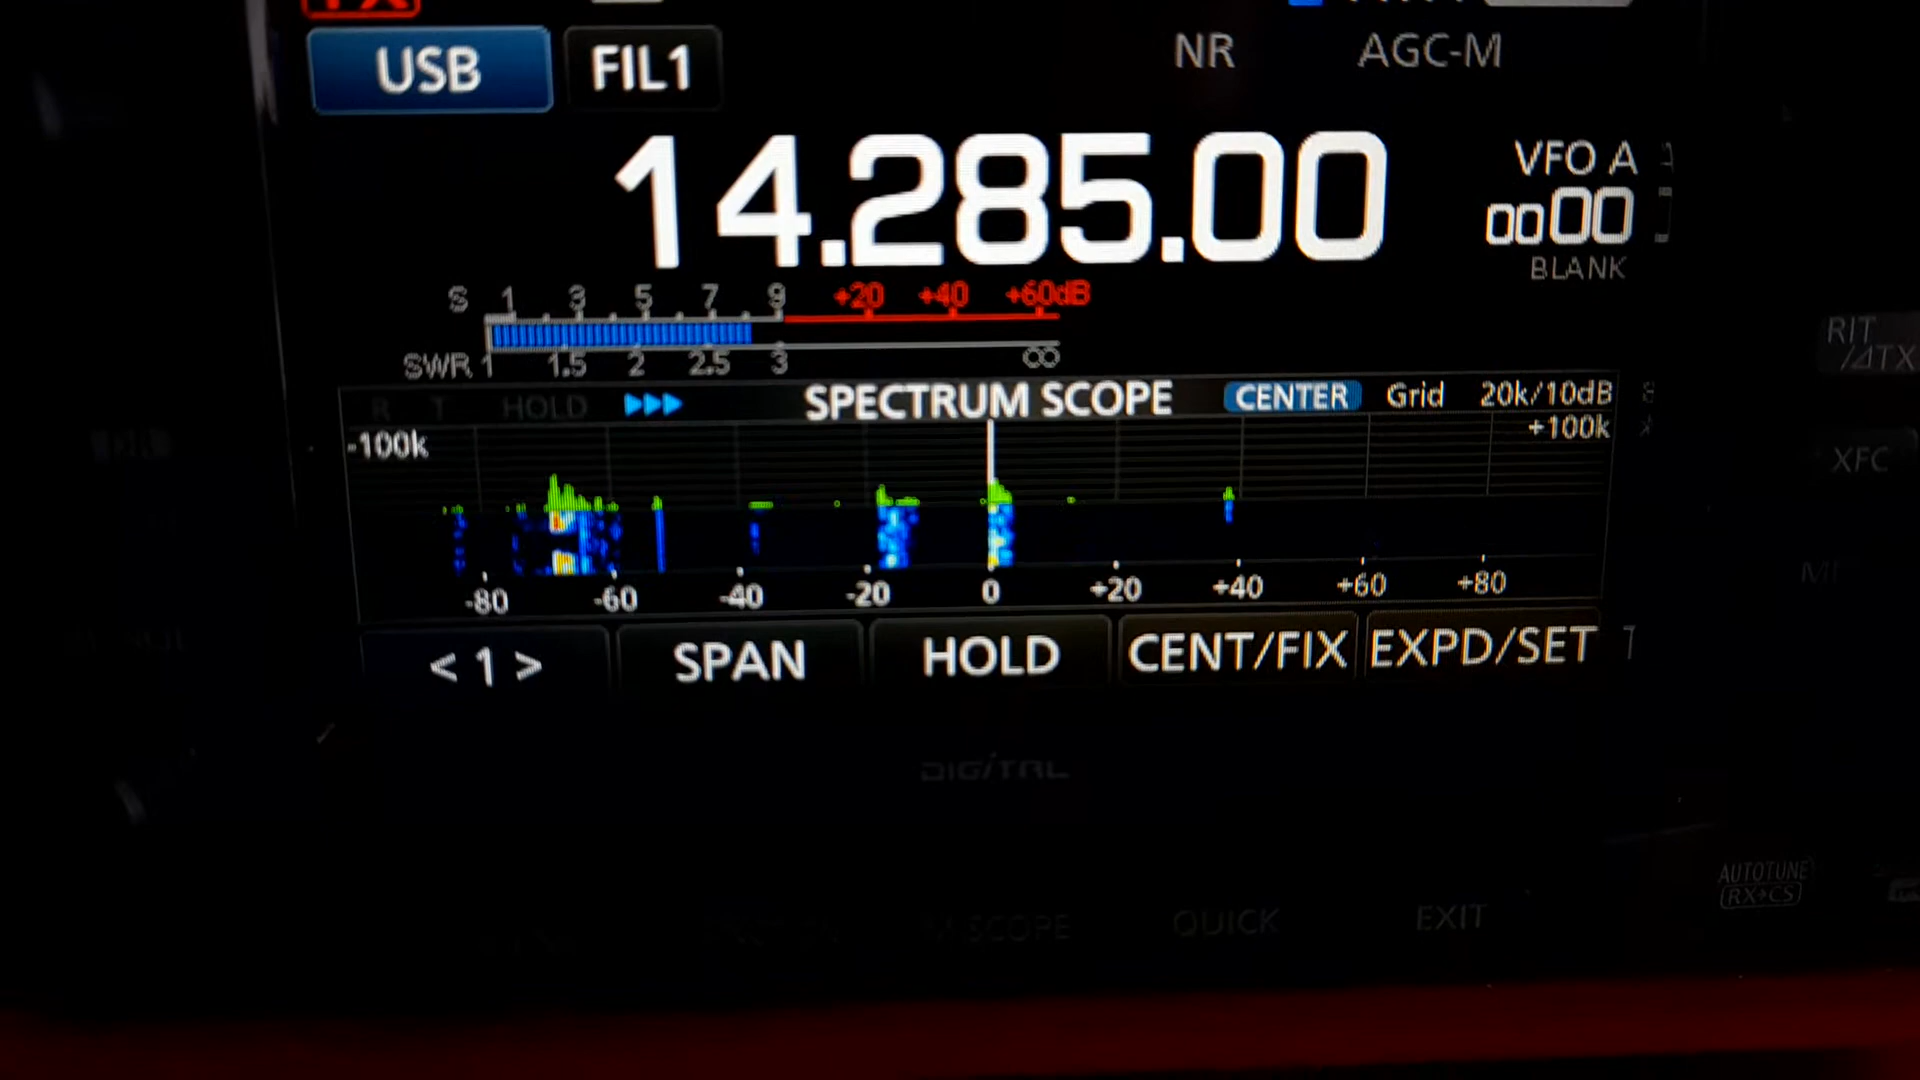 TX
USB FIL1 NR AGC-M
14.285.00 VFO A
0000
BLANK
S 1 3 5 7 9 +20 +40 +60dB
SWR 1 1.5 2 2.5 3 ∞
RIT
/⊿TX
R T HOLD SPECTRUM SCOPE CENTER Grid 20k/10dB
-100k +100k
XFC
-80 -60 -40 -20 0 +20 +40 +60 +80
< 1 > SPAN HOLD CENT/FIX EXPD/SET
DIGITAL
AUTOTUNE
RX→CS
M.SCOPE QUICK EXIT